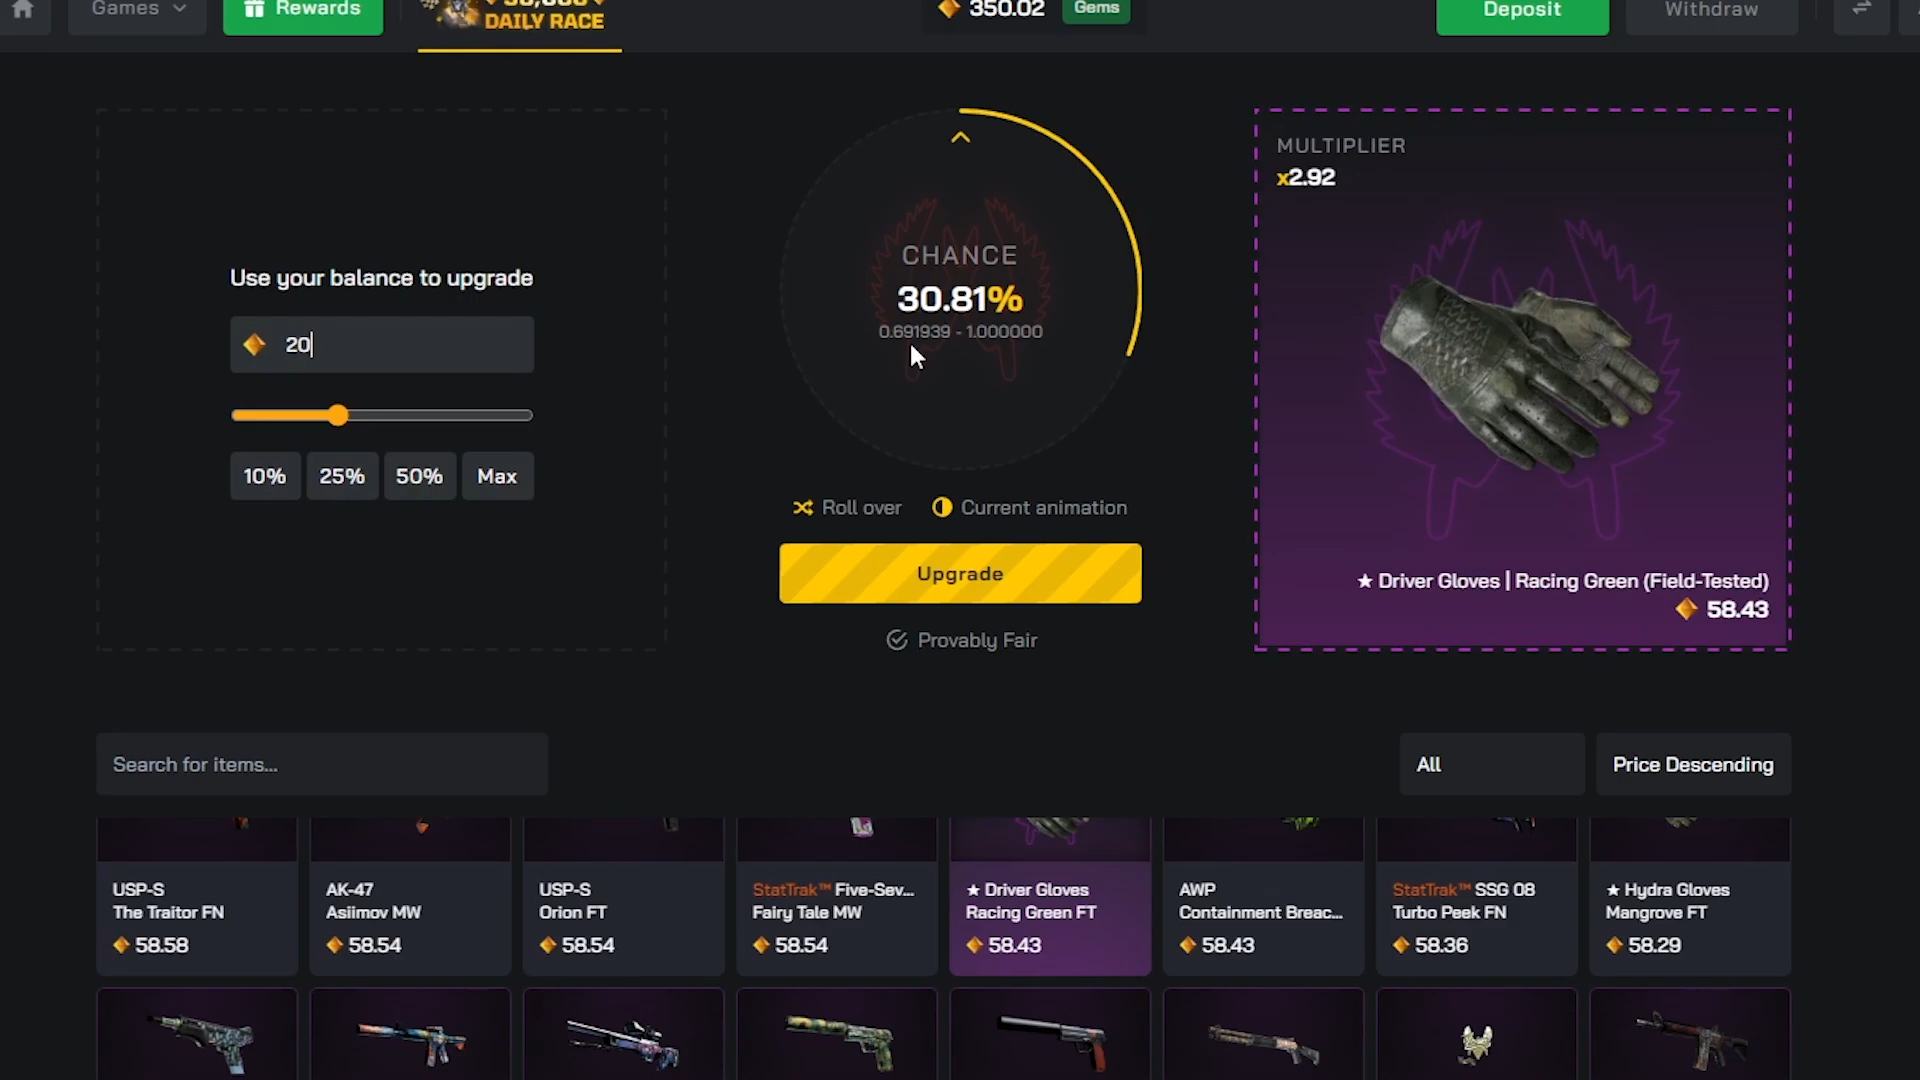 Games
Rewards
DAILY RACE
350.02
Gems
Deposit
Withdraw
Use your balance to upgrade
20
10%
25%
50%
Max
CHANCE
30.81%
0.691939 - 1.000000
Roll over
Current animation
Upgrade
Provably Fair
MULTIPLIER
x2.92
★ Driver Gloves | Racing Green (Field-Tested)
58.43
Search for items...
All
Price Descending
USP-S
The Traitor FN
58.58
AK-47
Asiimov MW
58.54
USP-S
Orion FT
58.54
StatTrak™ Five-Sev...
Fairy Tale MW
58.54
★ Driver Gloves
Racing Green FT
58.43
AWP
Containment Breac...
58.43
StatTrak™ SSG 08
Turbo Peek FN
58.36
★ Hydra Gloves
Mangrove FT
58.29